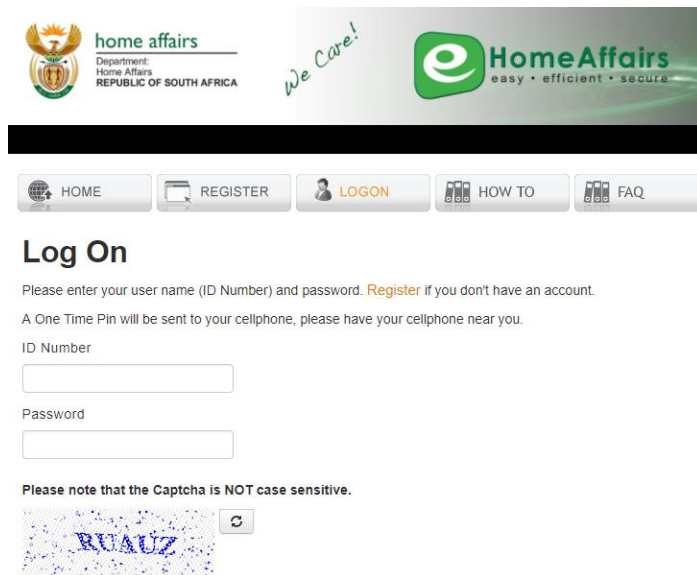 home affairs
Department:
Home Affairs
REPUBLIC OF SOUTH AFRICA
We Care!
e HomeAffairs
easy • efficient • secure
HOME
REGISTER
LOGON
HOW TO
FAQ
Log On
Please enter your user name (ID Number) and password. Register if you don't have an account.
A One Time Pin will be sent to your cellphone, please have your cellphone near you.
ID Number
Password
Please note that the Captcha is NOT case sensitive.
RUAUZ